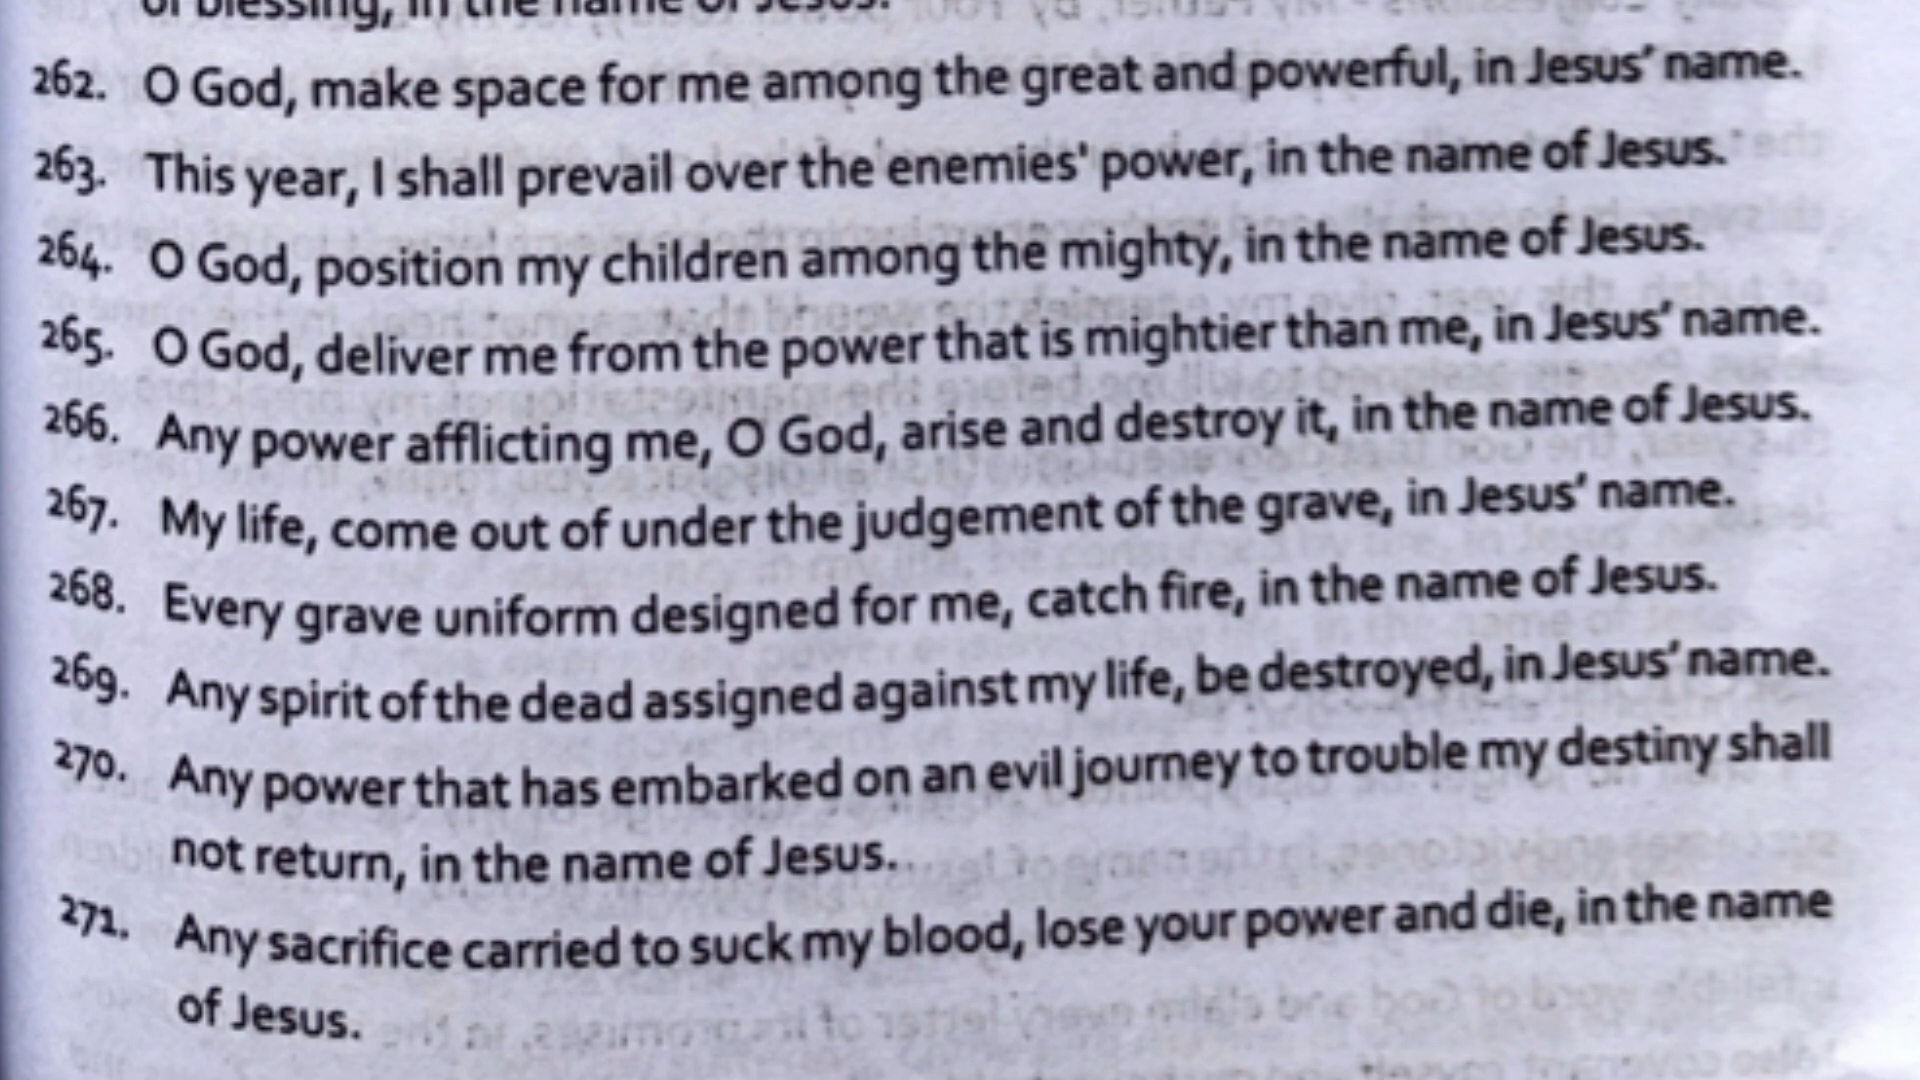 of blessing, in the name of Jesus.
262. O God, make space for me among the great and powerful, in Jesus' name.
263. This year, I shall prevail over the enemies' power, in the name of Jesus.
264. O God, position my children among the mighty, in the name of Jesus.
265. O God, deliver me from the power that is mightier than me, in Jesus' name.
266. Any power afflicting me, O God, arise and destroy it, in the name of Jesus.
267. My life, come out of under the judgement of the grave, in Jesus' name.
268. Every grave uniform designed for me, catch fire, in the name of Jesus.
269. Any spirit of the dead assigned against my life, be destroyed, in Jesus' name.
270. Any power that has embarked on an evil journey to trouble my destiny shall
not return, in the name of Jesus.
271. Any sacrifice carried to suck my blood, lose your power and die, in the name
of Jesus.